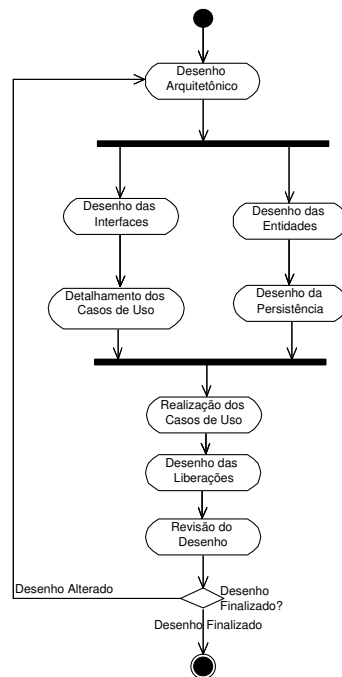 Desenho
Arquitetônico
Desenho das
Interfaces
Desenho das
Entidades
Detalhamento dos
Casos de Uso
Desenho da
Persistência
Realização dos
Casos de Uso
Desenho das
Liberações
Revisão do
Desenho
Desenho Alterado
Desenho
Finalizado?
Desenho Finalizado